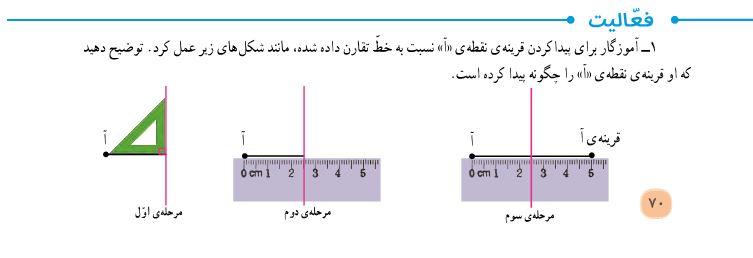 فعّالیت
۱ــ آموزگار برای پیدا کردن قرینه‌ی نقطه‌ی «آ» نسبت به خطّ تقارن داده شده، مانند شکل‌های زیر عمل کرد. توضیح دهید
که او قرینه‌ی نقطه‌ی «آ» را چگونه پیدا کرده است.
آ
مرحله‌ی اوّل
آ
0 cm 1 2 3 4 5
مرحله‌ی دوم
قرینه‌ی آ
آ
0 cm 1 2 3 4 5
مرحله‌ی سوم
۷۰